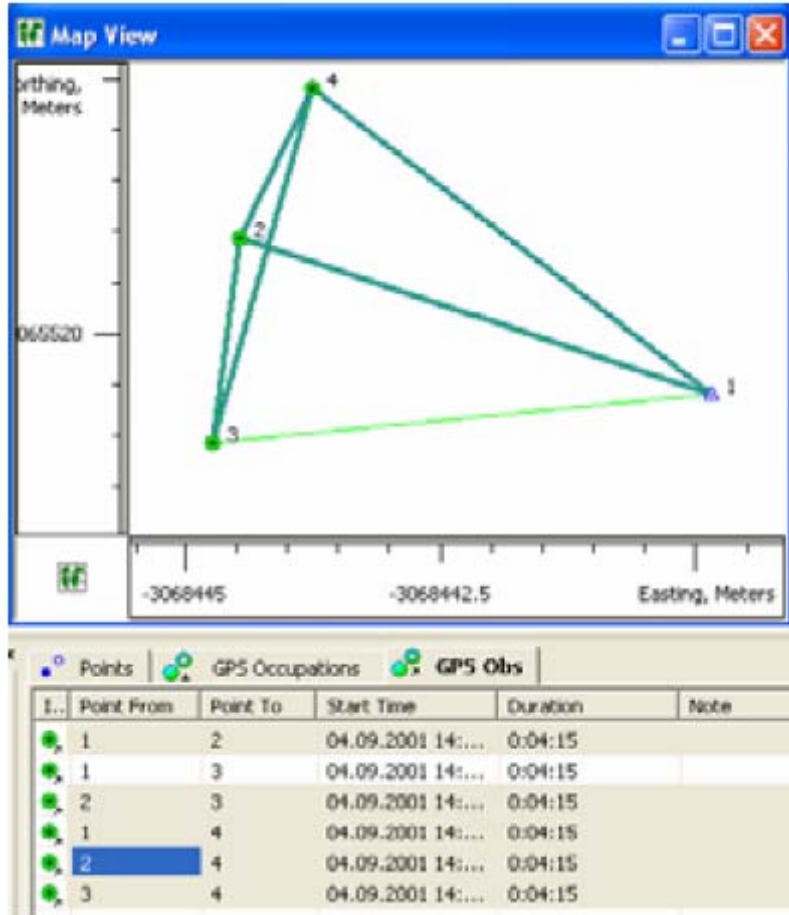 Map View
orthing,
Meters
4
2
065520
1
3
-3068445 -3068442.5 Easting, Meters
Points GPS Occupations GPS Obs
I.. Point From Point To Start Time Duration Note
1 2 04.09.2001 14:... 0:04:15
1 3 04.09.2001 14:... 0:04:15
2 3 04.09.2001 14:... 0:04:15
1 4 04.09.2001 14:... 0:04:15
2 4 04.09.2001 14:... 0:04:15
3 4 04.09.2001 14:... 0:04:15